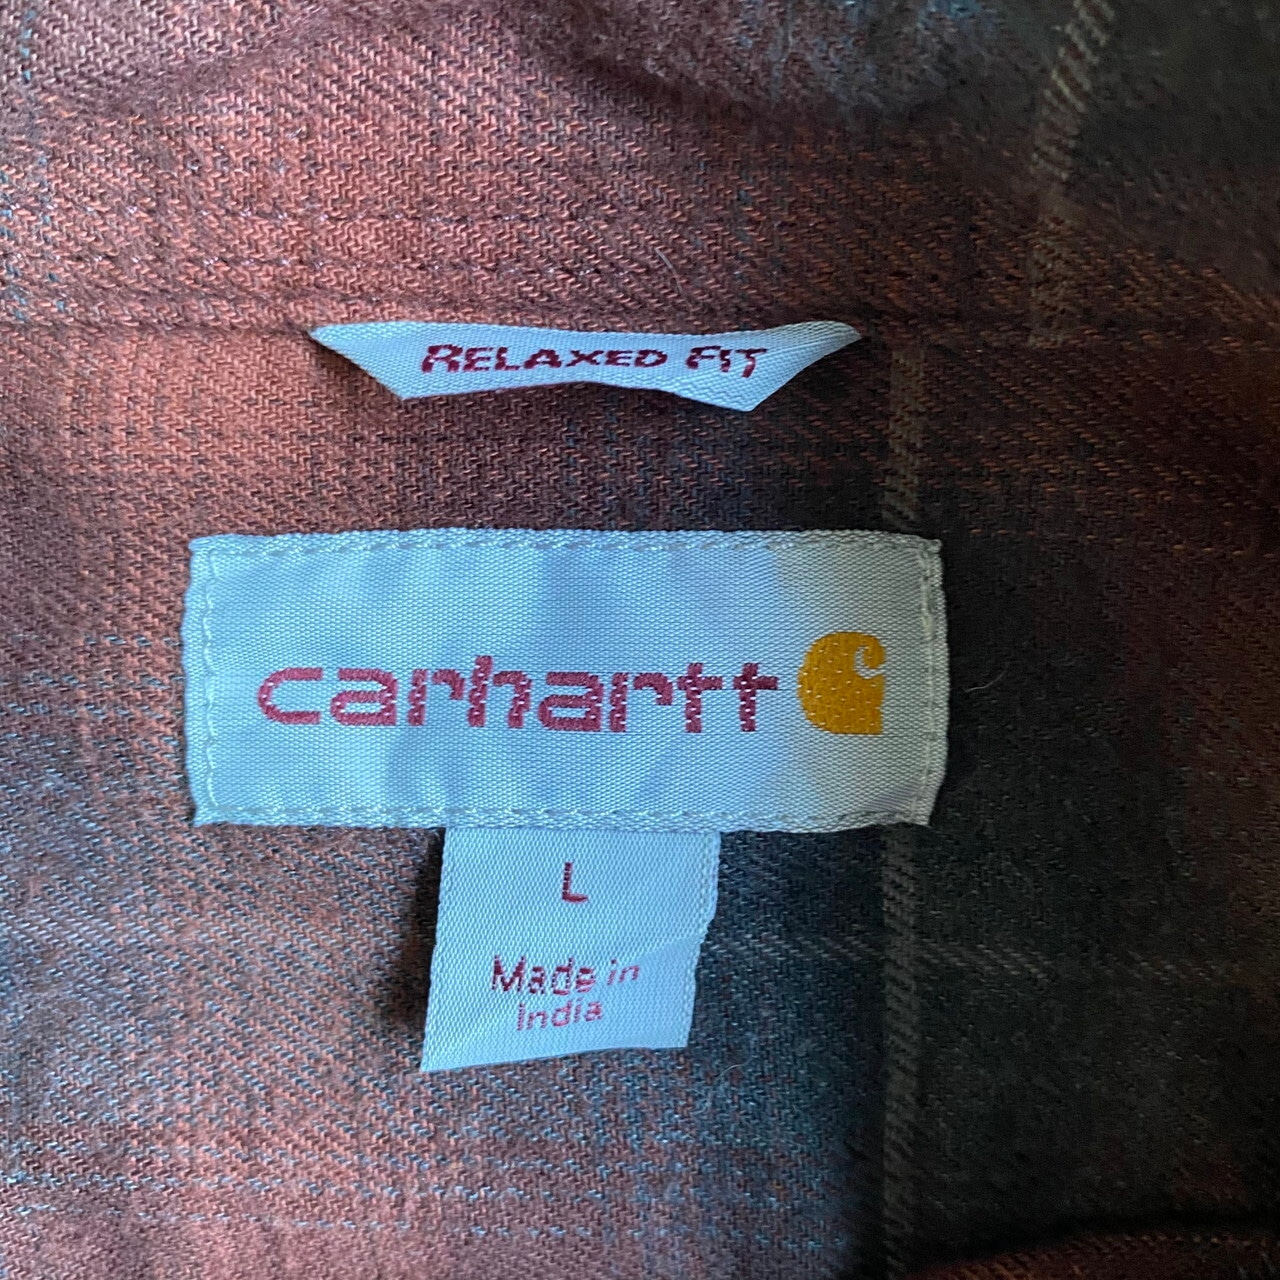 RELAXED FIT
carhartt
L
Made in
India